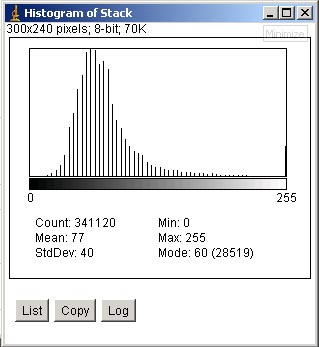 Histogram of Stack
300x240 pixels; 8-bit; 70K
Minimize
0 255
Count: 341120 Min: 0
Mean: 77 Max: 255
StdDev: 40 Mode: 60 (28519)
List Copy Log